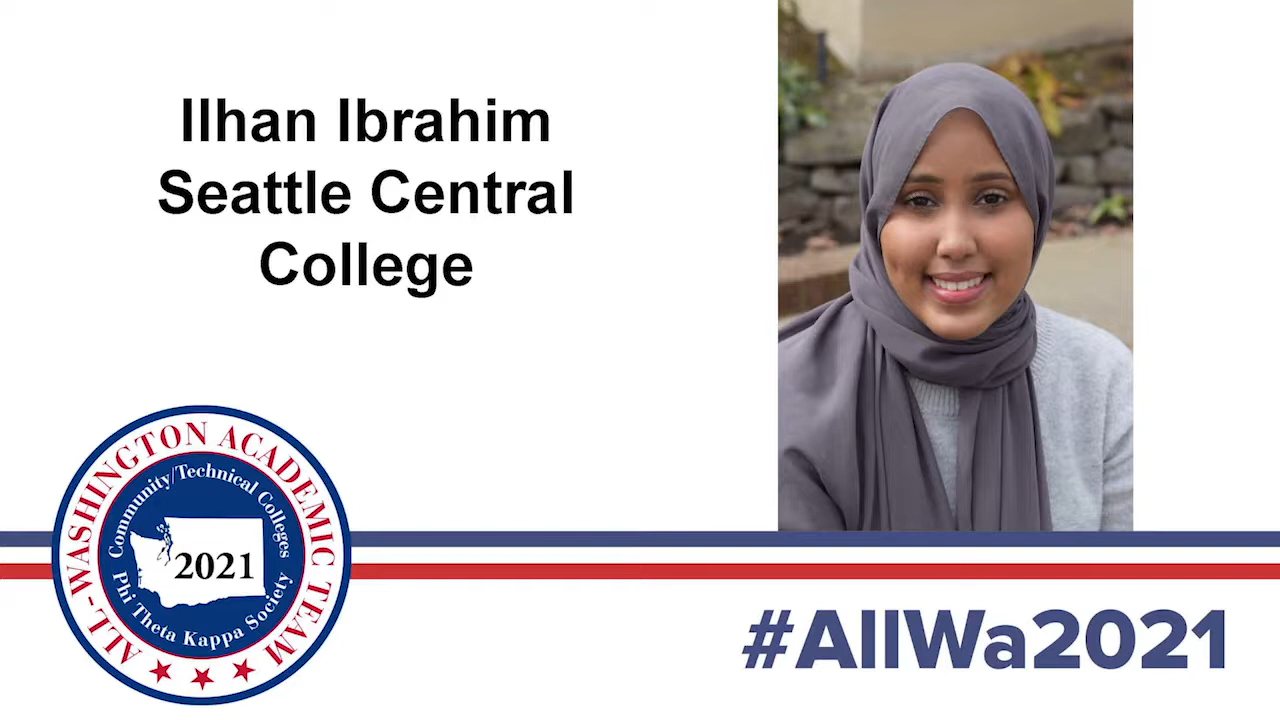 Ilhan Ibrahim
Seattle Central
College
ALL-WASHINGTON ACADEMIC TEAM
Community/Technical Colleges
2021
Phi Theta Kappa Society
#AllWa2021